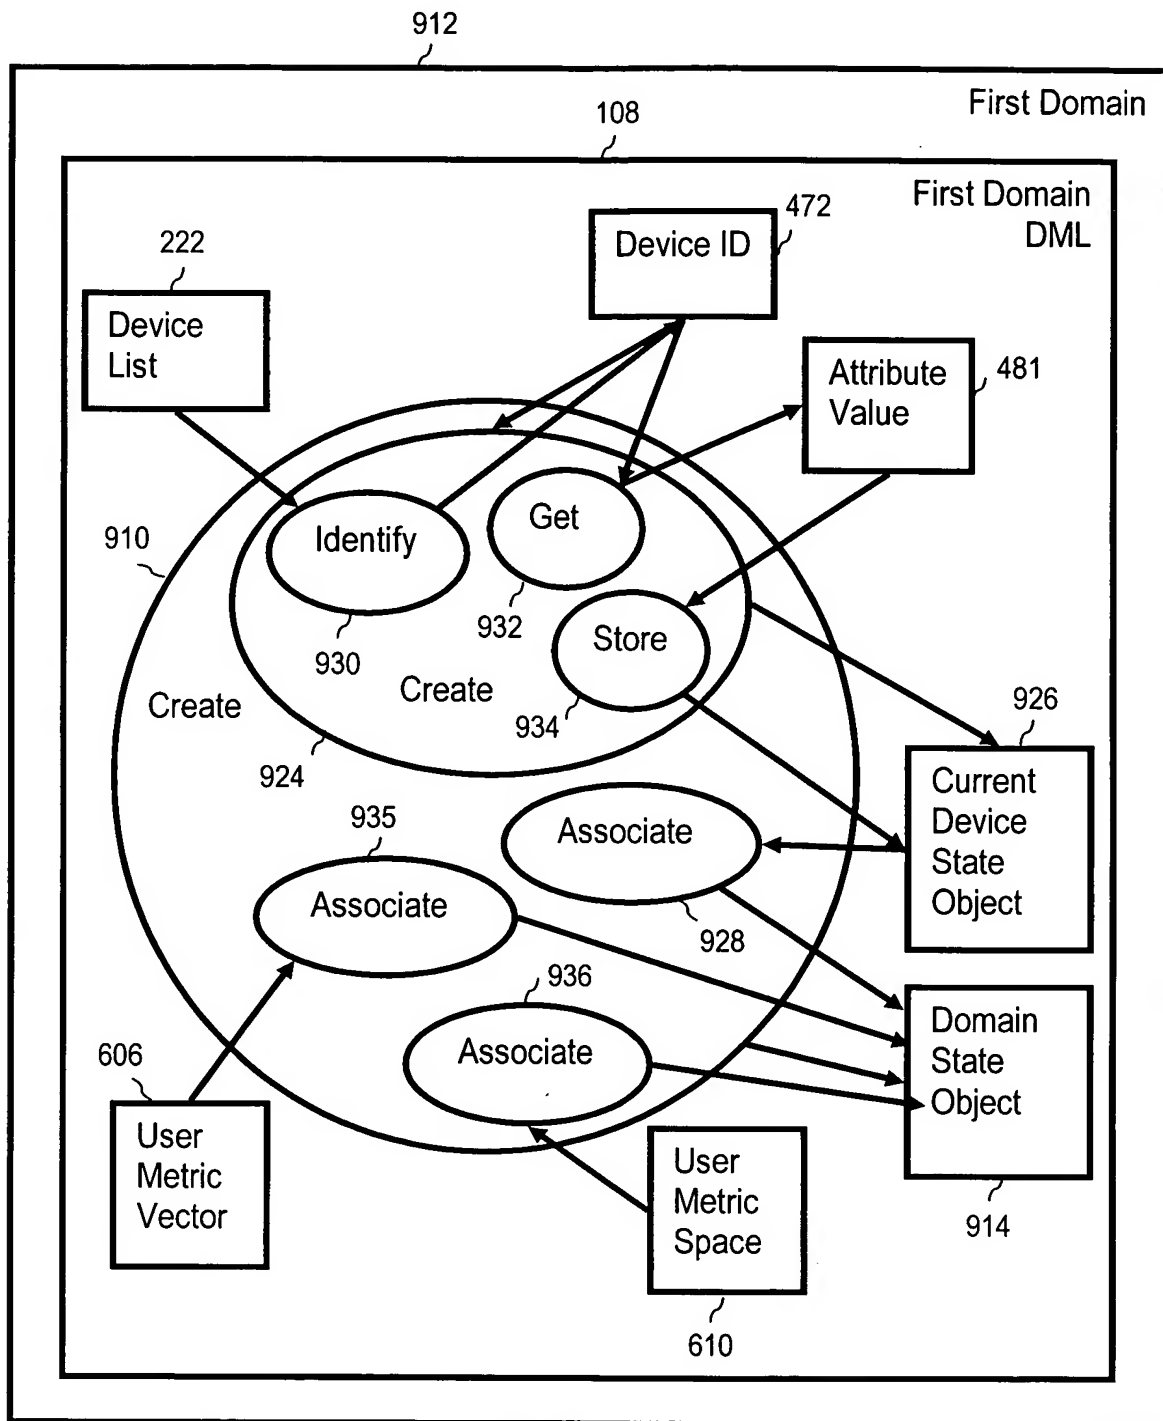 912
First Domain
108
First Domain
DML
472
Device ID
222
Device
List
Attribute
Value
481
910
Identify
Get
932
Store
930
Create
Create
934
924
926
Current
Device
State
Object
935
Associate
Associate
928
936
Associate
Domain
State
Object
606
User
Metric
Vector
User
Metric
Space
914
610